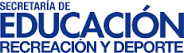 SECRETARÍA DE
EDUCACIÓN
RECREACIÓN Y DEPORTE